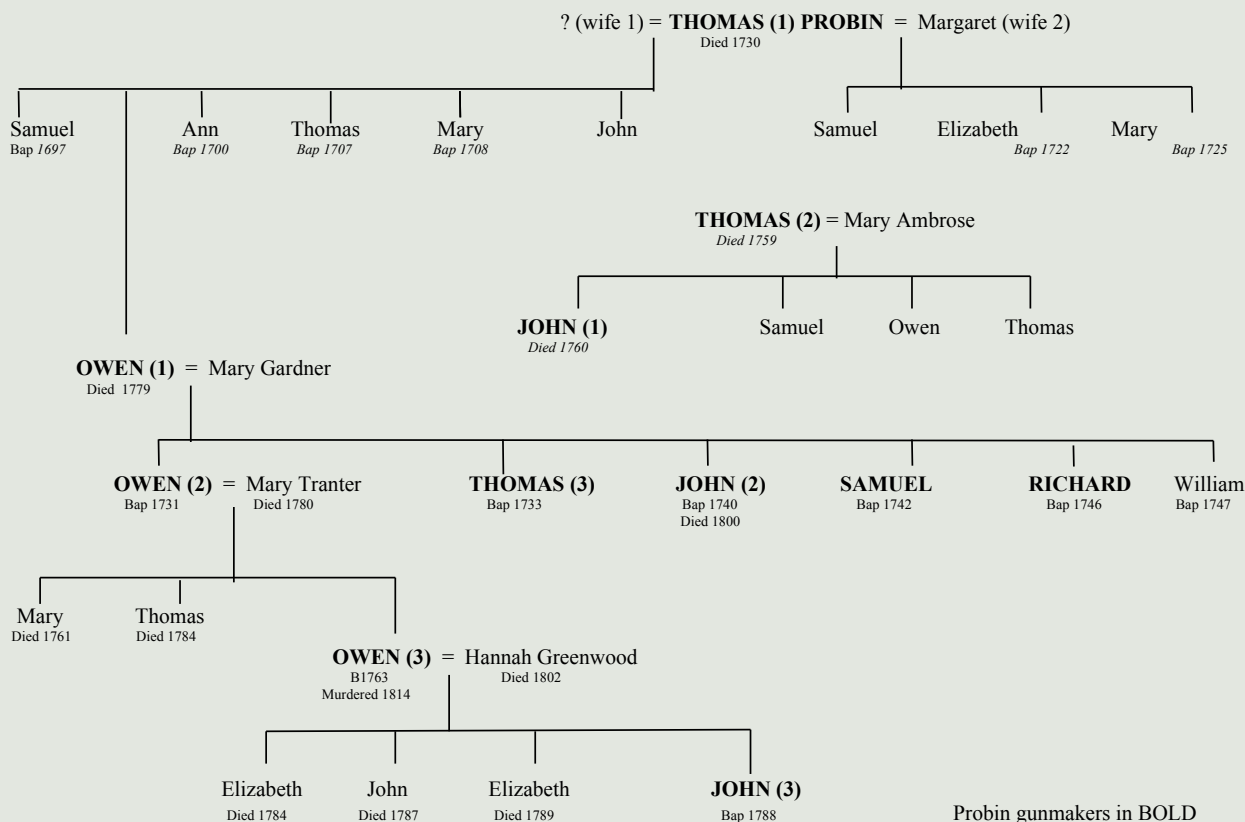 ? (wife 1) = THOMAS (1) PROBIN = Margaret (wife 2)
Died 1730
Samuel Ann Thomas Mary John Samuel Elizabeth Mary
Bap 1697 Bap 1700 Bap 1707 Bap 1708 Bap 1722 Bap 1725
THOMAS (2) = Mary Ambrose
Died 1759
JOHN (1) Samuel Owen Thomas
Died 1760
OWEN (1) = Mary Gardner
Died 1779
OWEN (2) = Mary Tranter THOMAS (3) JOHN (2) SAMUEL RICHARD William
Bap 1731 Died 1780 Bap 1733 Bap 1740 Bap 1742 Bap 1746 Bap 1747
Died 1800
Mary Thomas
Died 1761 Died 1784
OWEN (3) = Hannah Greenwood
B1763 Died 1802
Murdered 1814
Elizabeth John Elizabeth JOHN (3)
Died 1784 Died 1787 Died 1789 Bap 1788
Probin gunmakers in BOLD